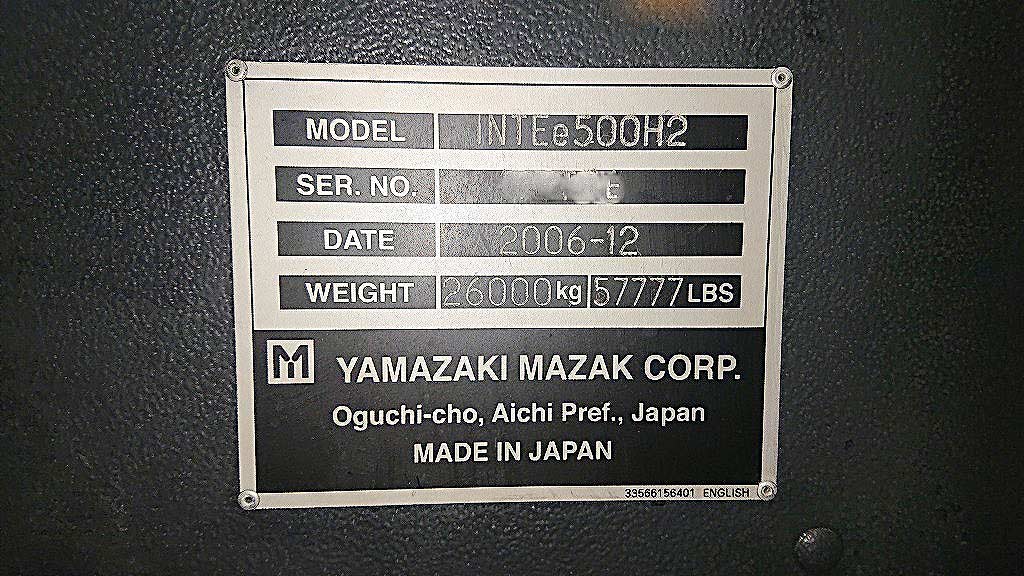 MODEL INTEe500H2
SER. NO. E
DATE 2006-12
WEIGHT 26000kg 57777LBS
M YAMAZAKI MAZAK CORP.
Oguchi-cho, Aichi Pref., Japan
MADE IN JAPAN
33566156401 ENGLISH